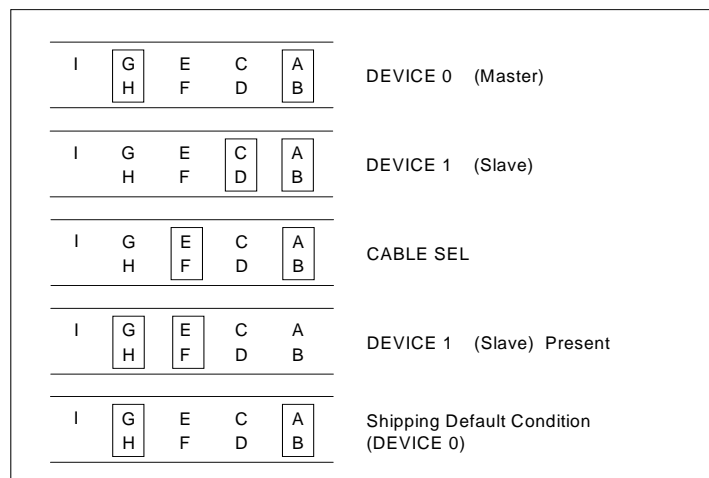 I G E C A
H F D B
DEVICE 0 (Master)
I G E C A
H F D B
DEVICE 1 (Slave)
I G E C A
H F D B
CABLE SEL
I G E C A
H F D B
DEVICE 1 (Slave) Present
I G E C A
H F D B
Shipping Default Condition
(DEVICE 0)